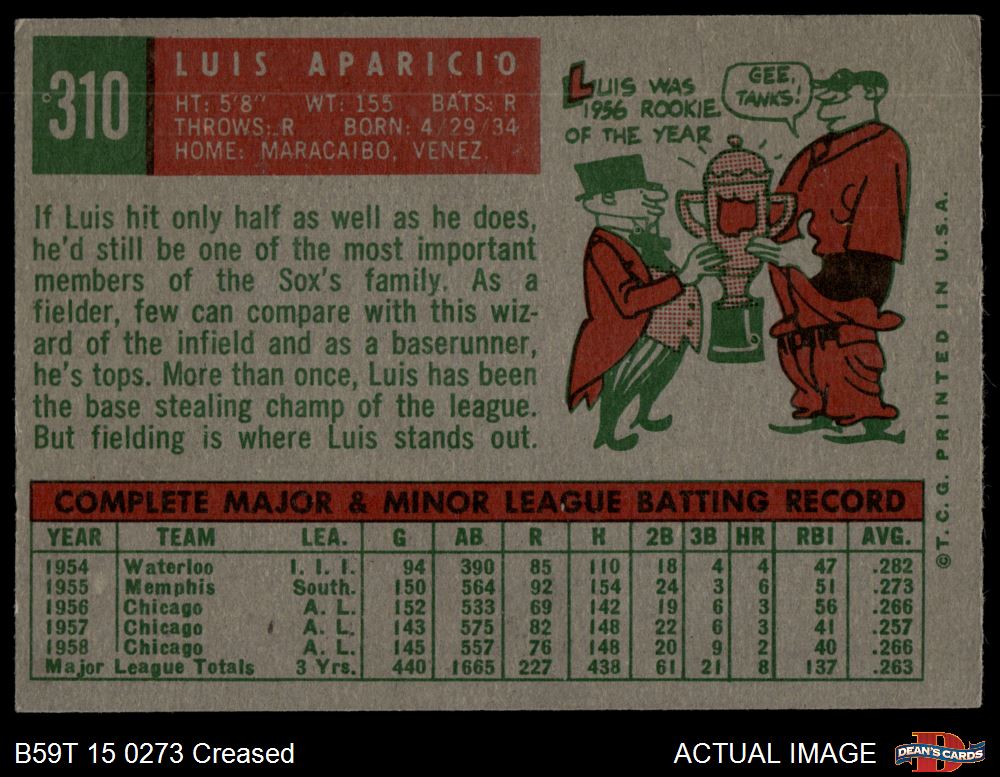 310
LUIS APARICIO
HT: 5'8" WT: 155 BATS: R
THROWS: R BORN: 4/29/34
HOME: MARACAIBO, VENEZ.
LUIS WAS
1956 ROOKIE
OF THE YEAR
GEE,
TANKS!
If Luis hit only half as well as he does,
he'd still be one of the most important
members of the Sox's family. As a
fielder, few can compare with this wiz-
ard of the infield and as a baserunner,
he's tops. More than once, Luis has been
the base stealing champ of the league.
But fielding is where Luis stands out.
COMPLETE MAJOR & MINOR LEAGUE BATTING RECORD
YEAR TEAM LEA. G AB R H 2B 3B HR RBI AVG.
1954 Waterloo I. I. I. 94 390 85 110 18 4 4 47 .282
1955 Memphis South. 150 564 92 154 24 3 6 51 .273
1956 Chicago A. L. 152 533 69 142 19 6 3 56 .266
1957 Chicago A. L. 143 575 82 148 22 6 3 41 .257
1958 Chicago A. L. 145 557 76 148 20 9 2 40 .266
Major League Totals 3 Yrs. 440 1665 227 438 61 21 8 137 .263
©T. C. G. PRINTED IN U.S.A.
B59T 15 0273 Creased
ACTUAL IMAGE
DEAN'S CARDS